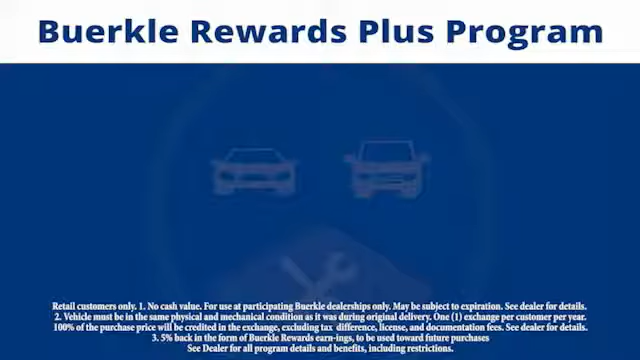 Buerkle Rewards Plus Program
Retail customers only. 1. No cash value. For use at participating Buerkle dealerships only. May be subject to expiration. See dealer for details.
2. Vehicle must be in the same physical and mechanical condition as it was during original delivery. One (1) exchange per customer per year.
100% of the purchase price will be credited in the exchange, excluding tax difference, license, and documentation fees. See dealer for details.
3. 5% back in the form of Buerkle Rewards earn-ings, to be used toward future purchases
See Dealer for all program details and benefits, including restrictions.